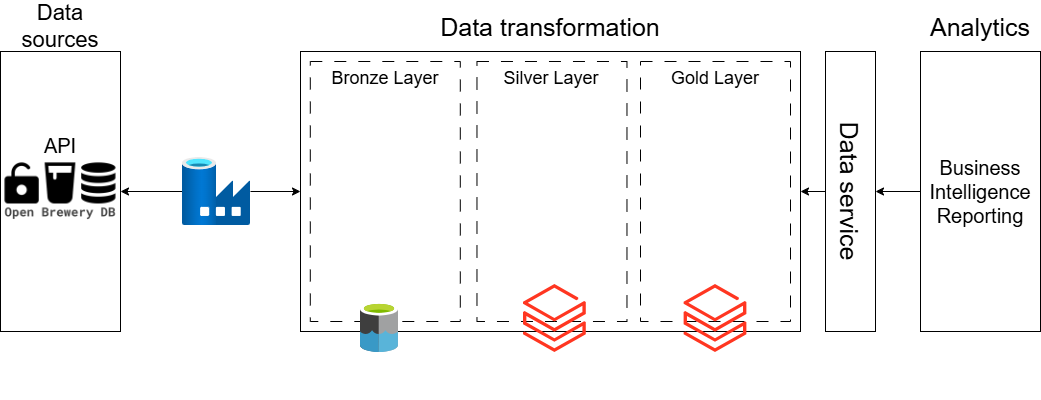 Data
sources
Data transformation
Analytics
Bronze Layer
Silver Layer
Gold Layer
API
Open Brewery DB
Data service
Business
Intelligence
Reporting